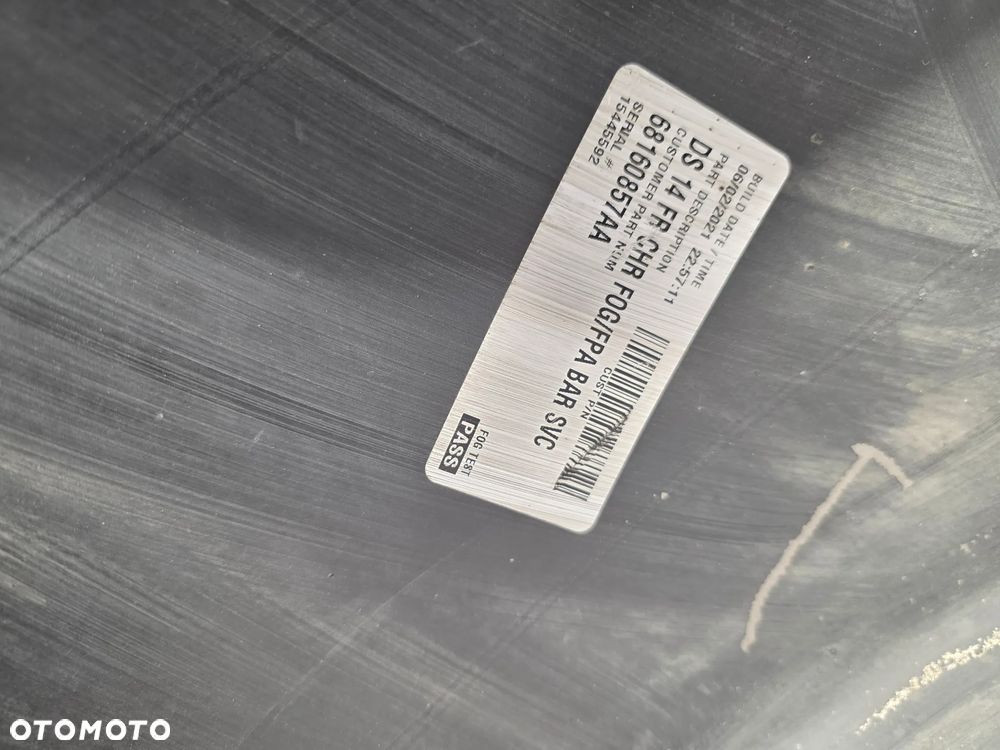 BUILD DATE / TIME
06/02/2021 22:57:11
PART DESCRIPTION
DS 14 FR CHR FOG/FPA BAR SVC
CUSTOMER PART NUM
68160857AA
CUST P/N
SERIAL #
15445592
FOG TEST
PASS
OTOMOTO